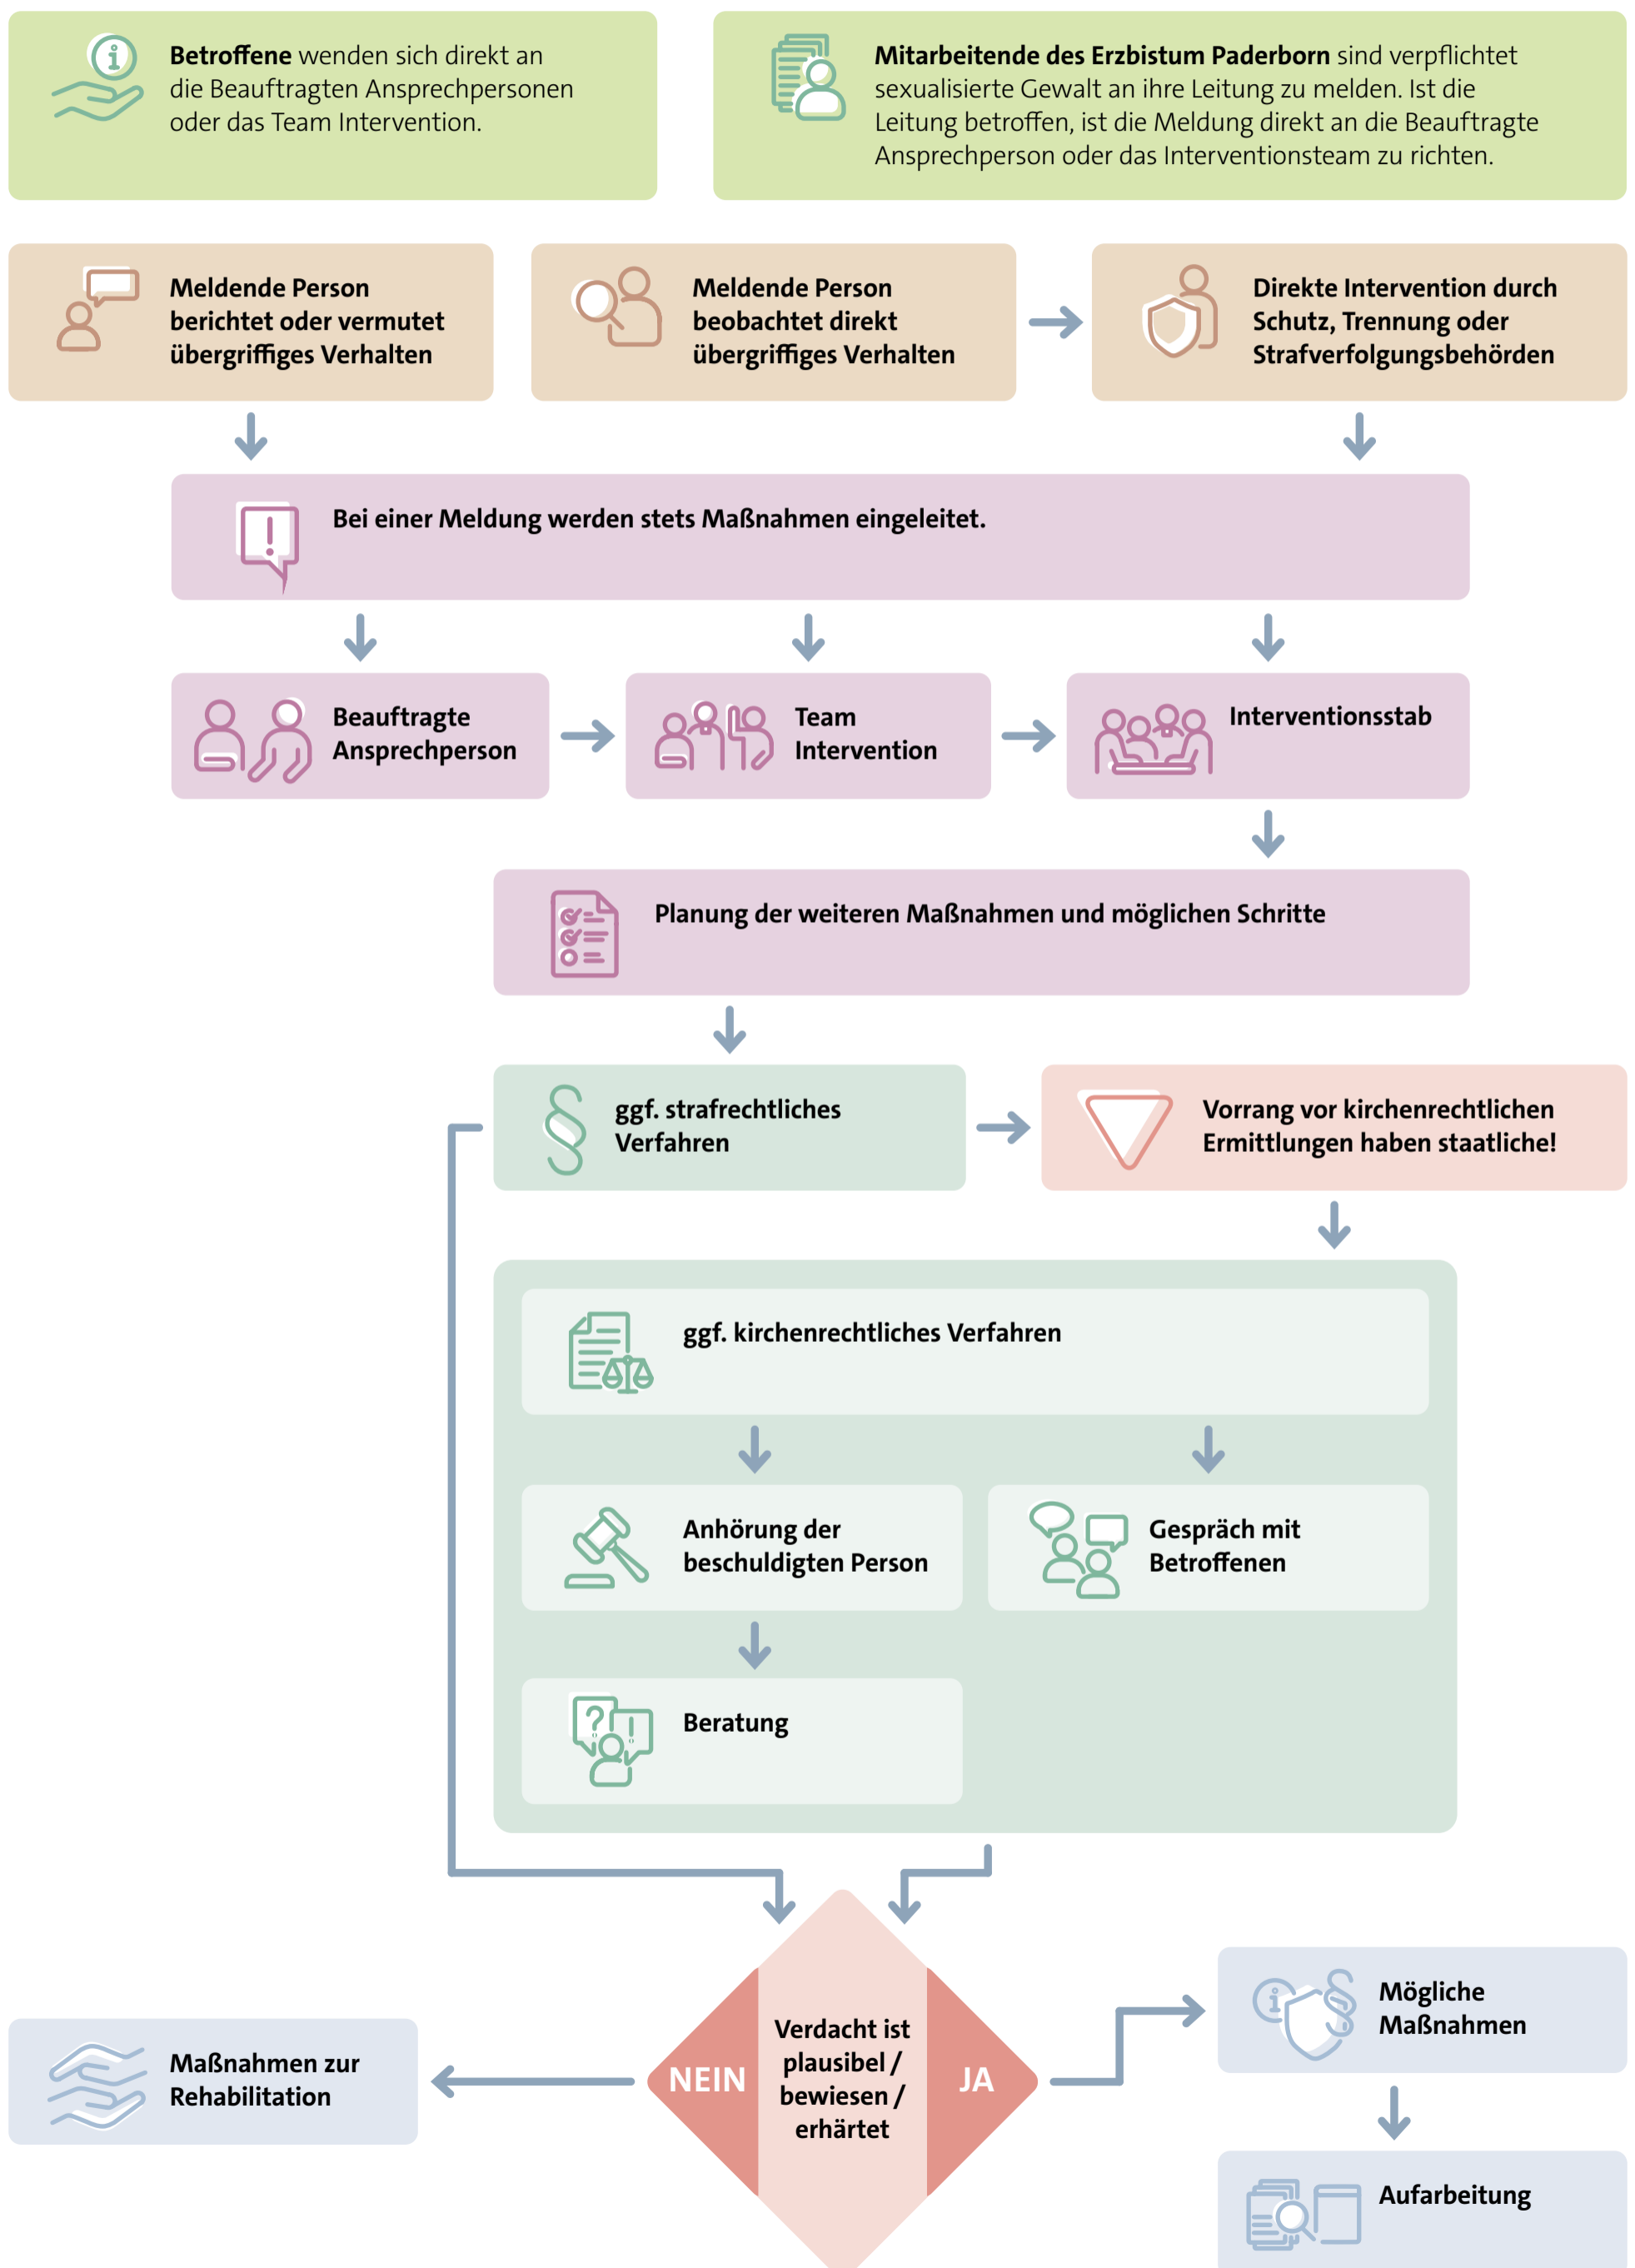 Betroffene wenden sich direkt an
die Beauftragten Ansprechpersonen
oder das Team Intervention.
Mitarbeitende des Erzbistum Paderborn sind verpflichtet
sexualisierte Gewalt an ihre Leitung zu melden. Ist die
Leitung betroffen, ist die Meldung direkt an die Beauftragte
Ansprechperson oder das Interventionsteam zu richten.
Meldende Person
berichtet oder vermutet
übergriffiges Verhalten
Meldende Person
beobachtet direkt
übergriffiges Verhalten
Direkte Intervention durch
Schutz, Trennung oder
Strafverfolgungsbehörden
Bei einer Meldung werden stets Maßnahmen eingeleitet.
Beauftragte
Ansprechperson
Team
Intervention
Interventionsstab
Planung der weiteren Maßnahmen und möglichen Schritte
ggf. strafrechtliches
Verfahren
Vorrang vor kirchenrechtlichen
Ermittlungen haben staatliche!
ggf. kirchenrechtliches Verfahren
Anhörung der
beschuldigten Person
Gespräch mit
Betroffenen
Beratung
Verdacht ist
plausibel /
bewiesen /
erhärtet
NEIN
JA
Maßnahmen zur
Rehabilitation
Mögliche
Maßnahmen
Aufarbeitung